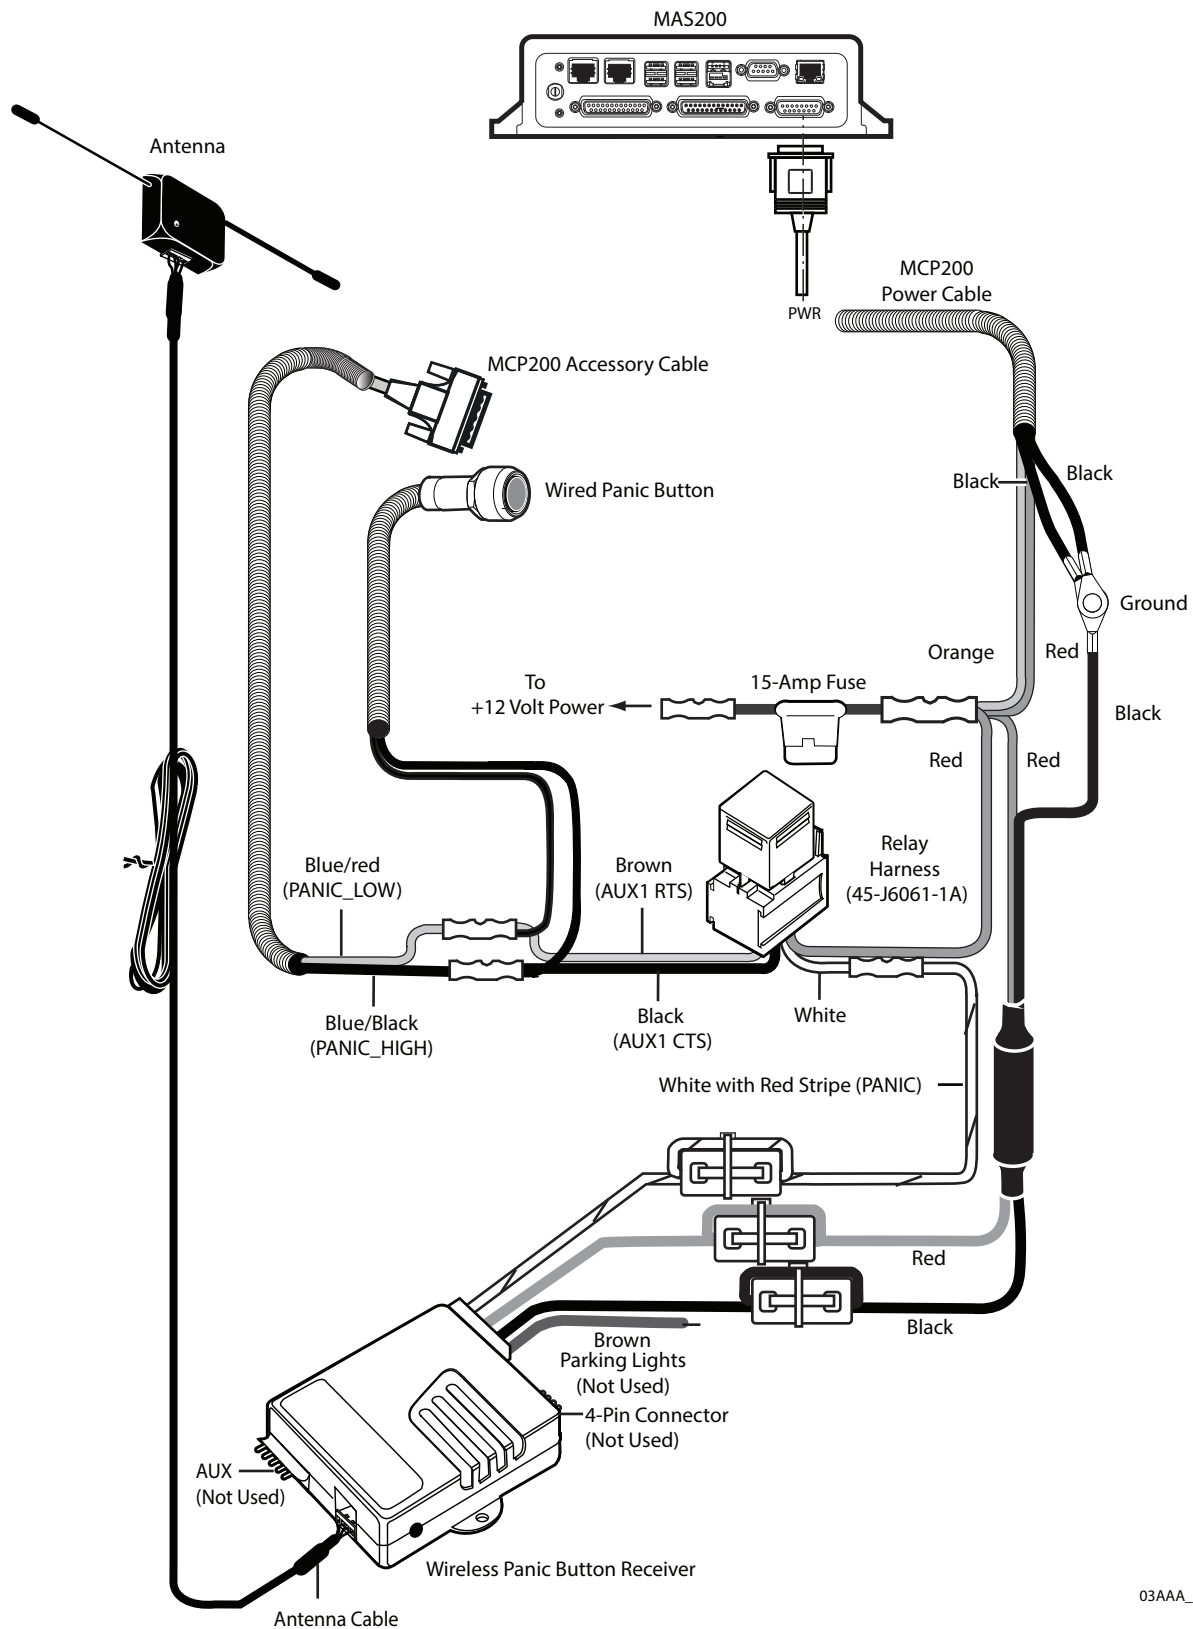 MAS200
Antenna
MCP200
Power Cable
PWR
MCP200 Accessory Cable
Black
Black
Wired Panic Button
Ground
Orange
Red
To
+12 Volt Power
15-Amp Fuse
Black
Red
Red
Blue/red
(PANIC_LOW)
Brown
(AUX1 RTS)
Relay
Harness
(45-J6061-1A)
Blue/Black
(PANIC_HIGH)
Black
(AUX1 CTS)
White
White with Red Stripe (PANIC)
Red
Black
Brown
Parking Lights
(Not Used)
4-Pin Connector
(Not Used)
AUX
(Not Used)
Wireless Panic Button Receiver
Antenna Cable
03AAA_